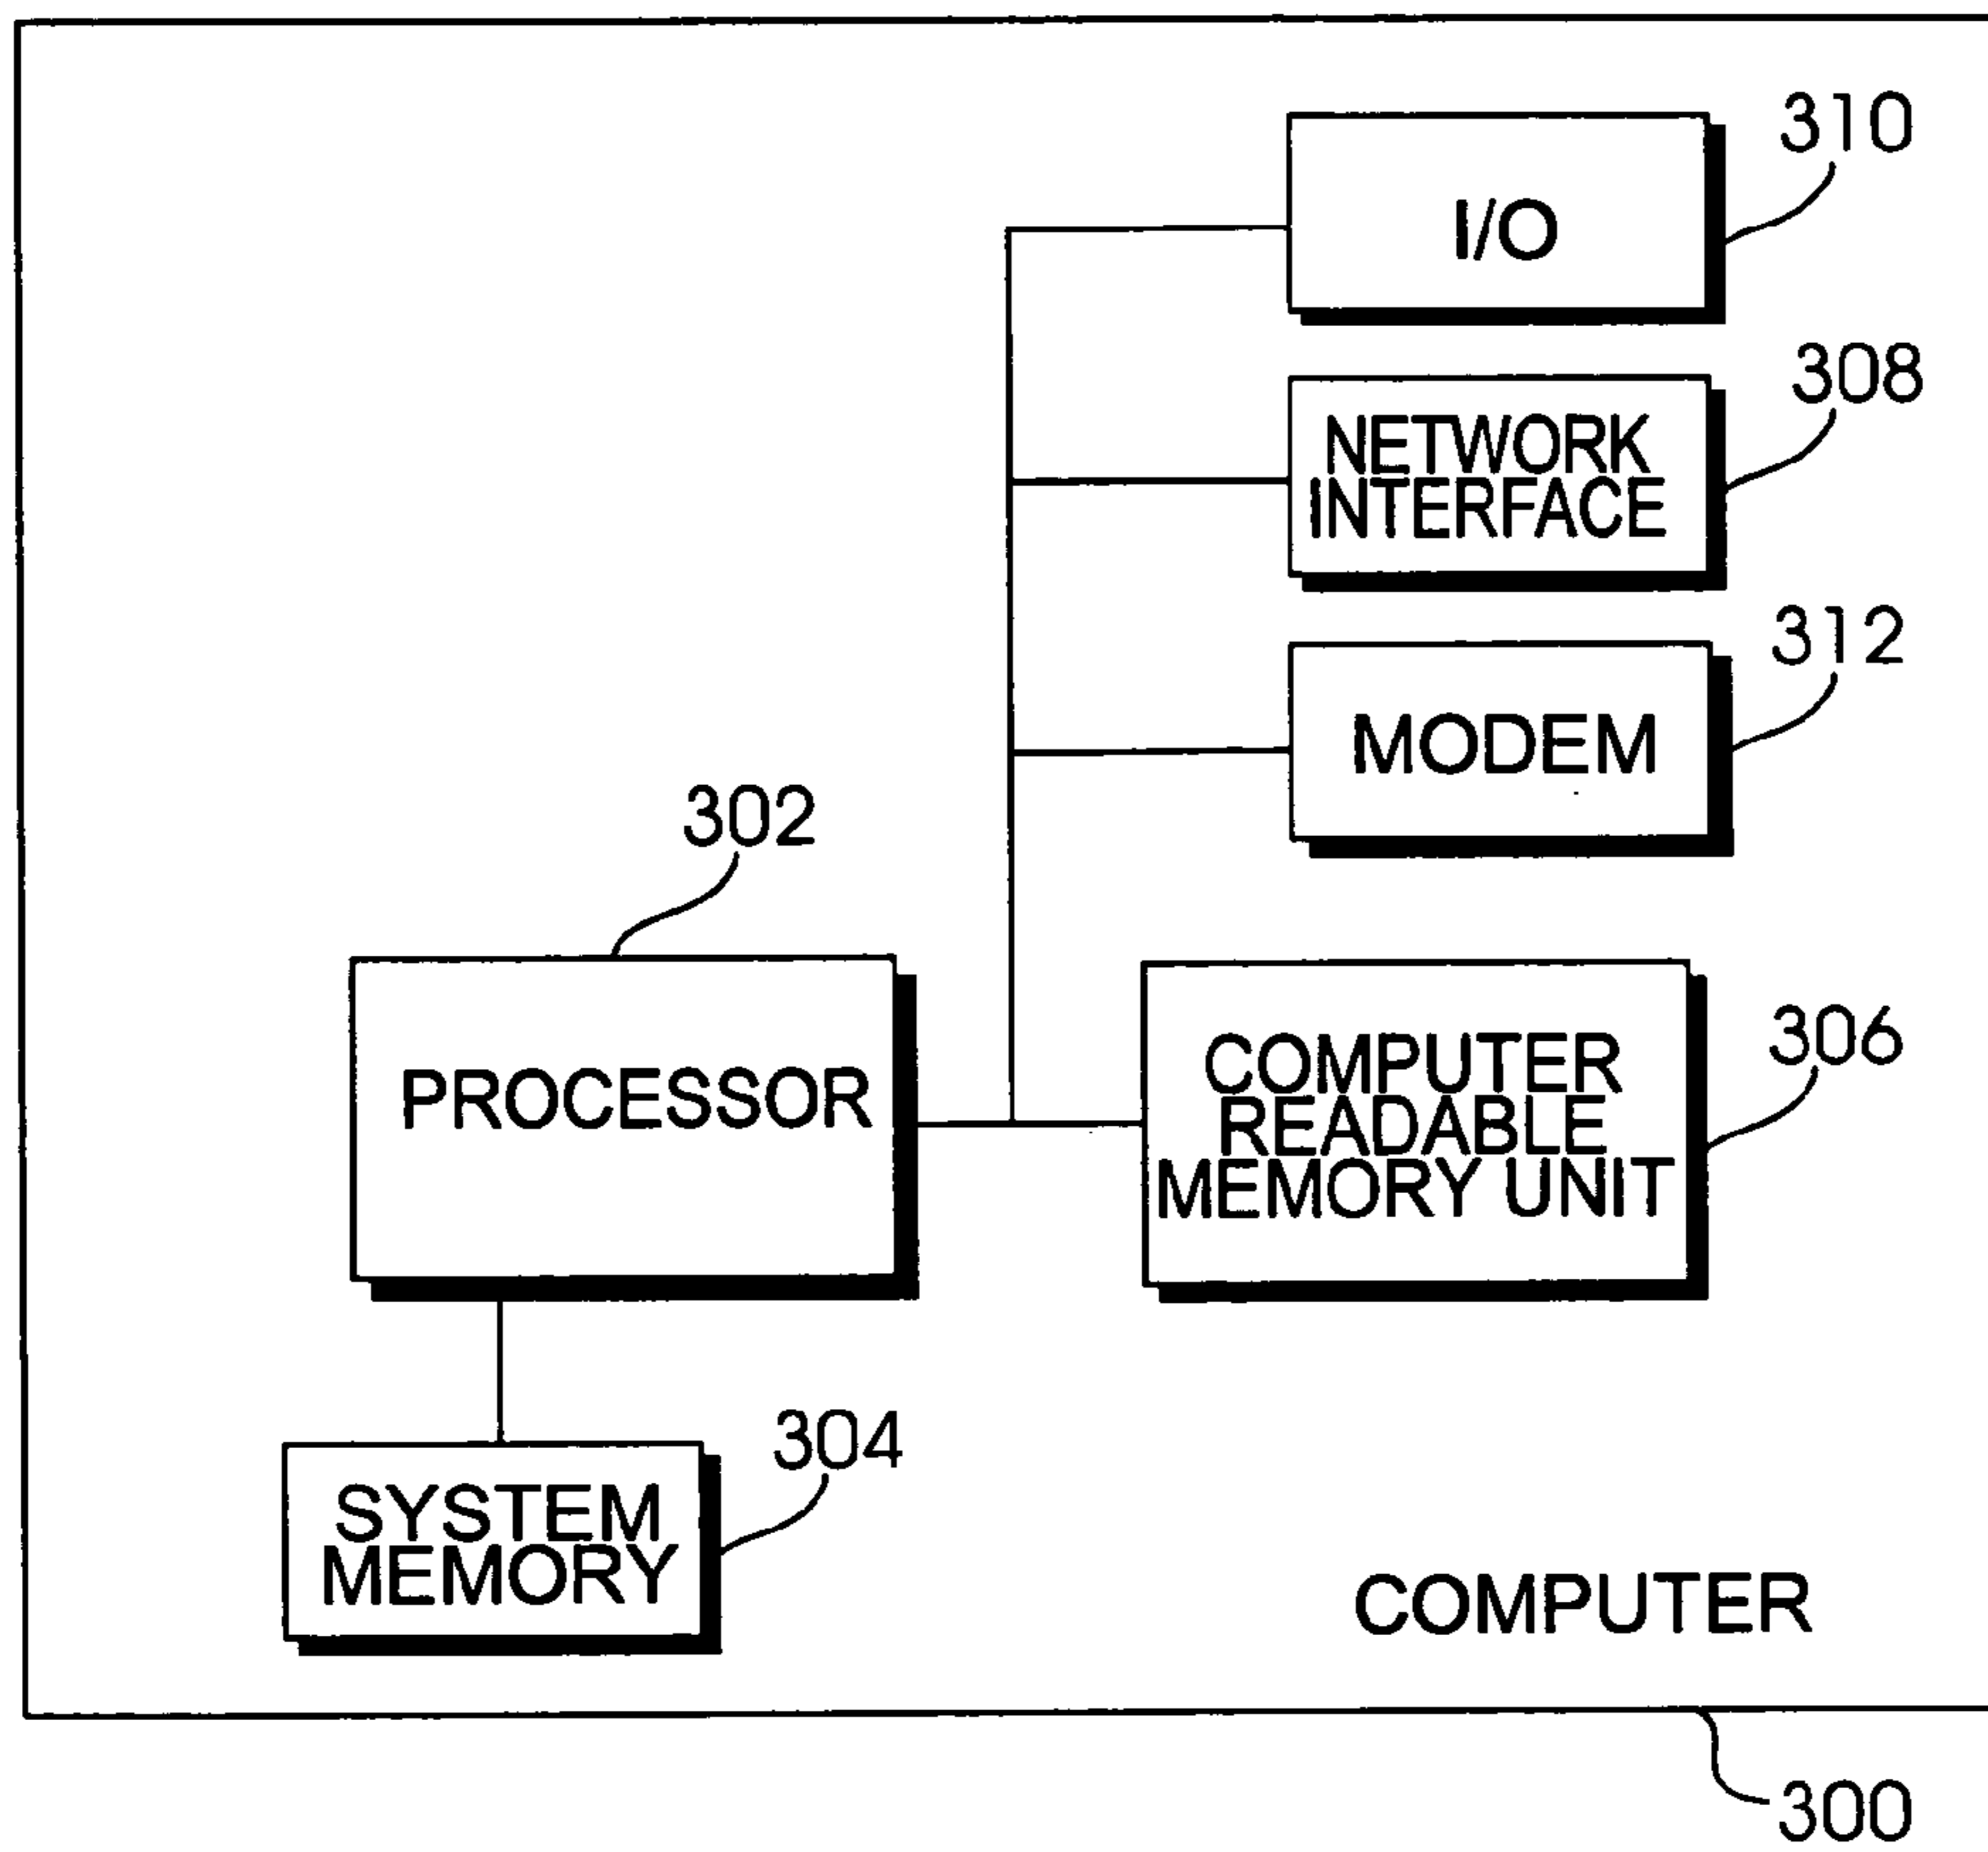 310
I/O
308
NETWORK
INTERFACE
312
MODEM
302
PROCESSOR
306
COMPUTER
READABLE
MEMORY UNIT
304
SYSTEM
MEMORY
COMPUTER
300